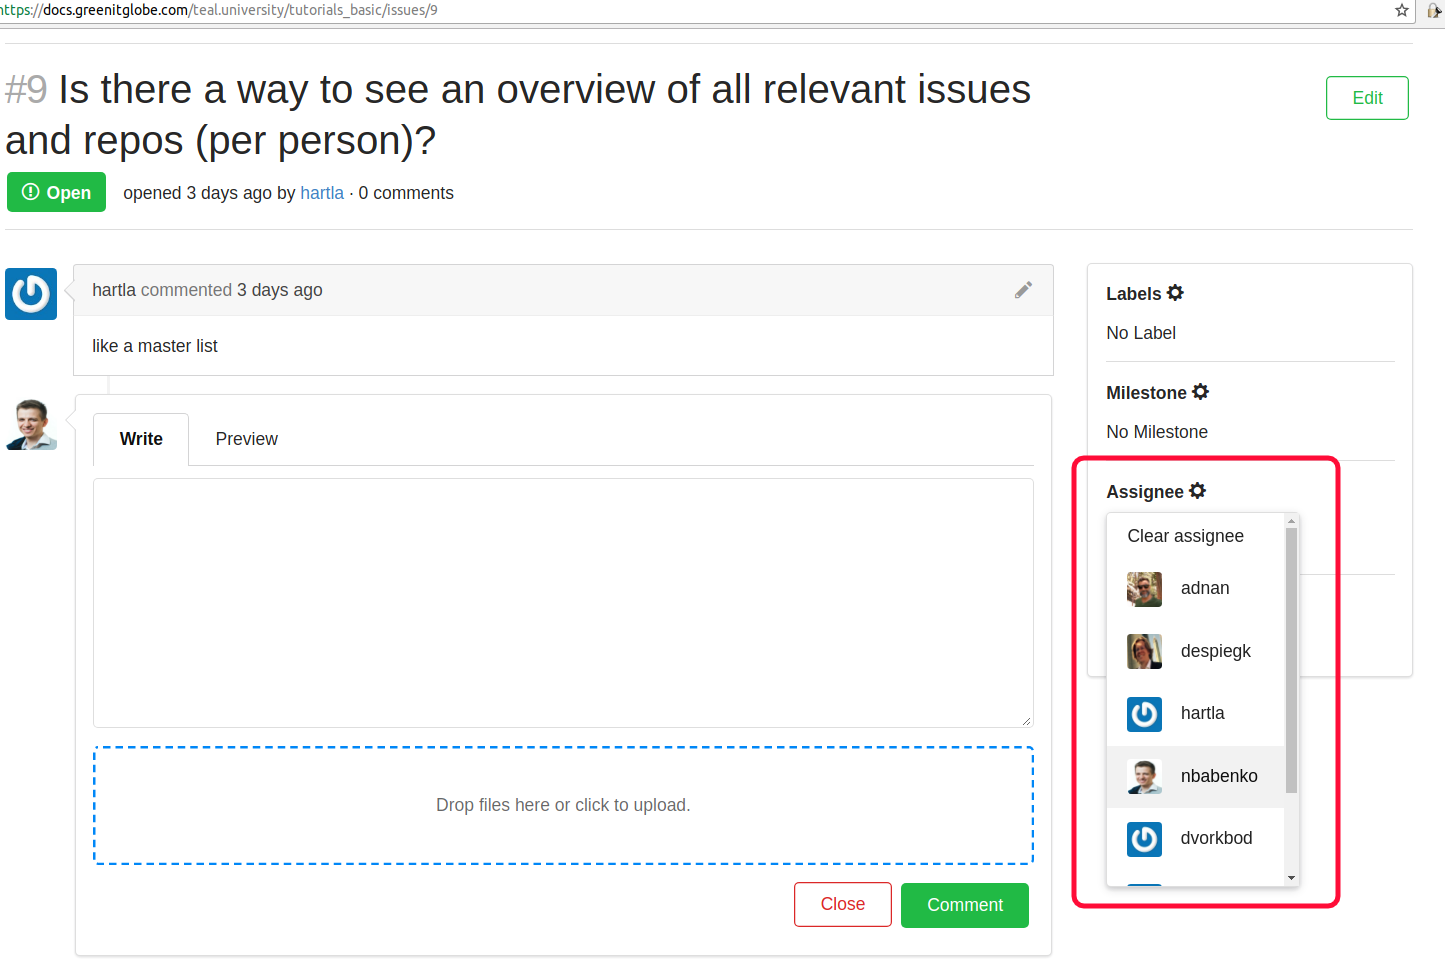 https://docs.greenitglobe.com/teal.university/tutorials_basic/issues/9
#9 Is there a way to see an overview of all relevant issues
and repos (per person)?
Edit
Open
opened 3 days ago by hartla · 0 comments
hartla commented 3 days ago
like a master list
Write
Preview
Drop files here or click to upload.
Close
Comment
Labels
No Label
Milestone
No Milestone
Assignee
Clear assignee
adnan
despiegk
hartla
nbabenko
dvorkbod